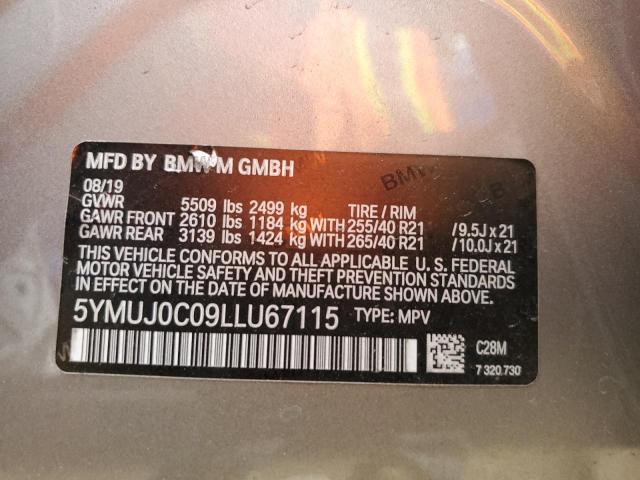 MFD BY BMW M GMBH
08/19
GVWR 5509 lbs 2499 kg TIRE / RIM
GAWR FRONT 2610 lbs 1184 kg WITH 255/40 R21 / 9.5J x 21
GAWR REAR 3139 lbs 1424 kg WITH 265/40 R21 / 10.0J x 21
THIS VEHICLE CONFORMS TO ALL APPLICABLE U. S. FEDERAL
MOTOR VEHICLE SAFETY AND THEFT PREVENTION STANDARDS
IN EFFECT ON THE DATE OF MANUFACTURE SHOWN ABOVE.
5YMUJ0C09LLU67115 TYPE: MPV
C28M
7 320 730